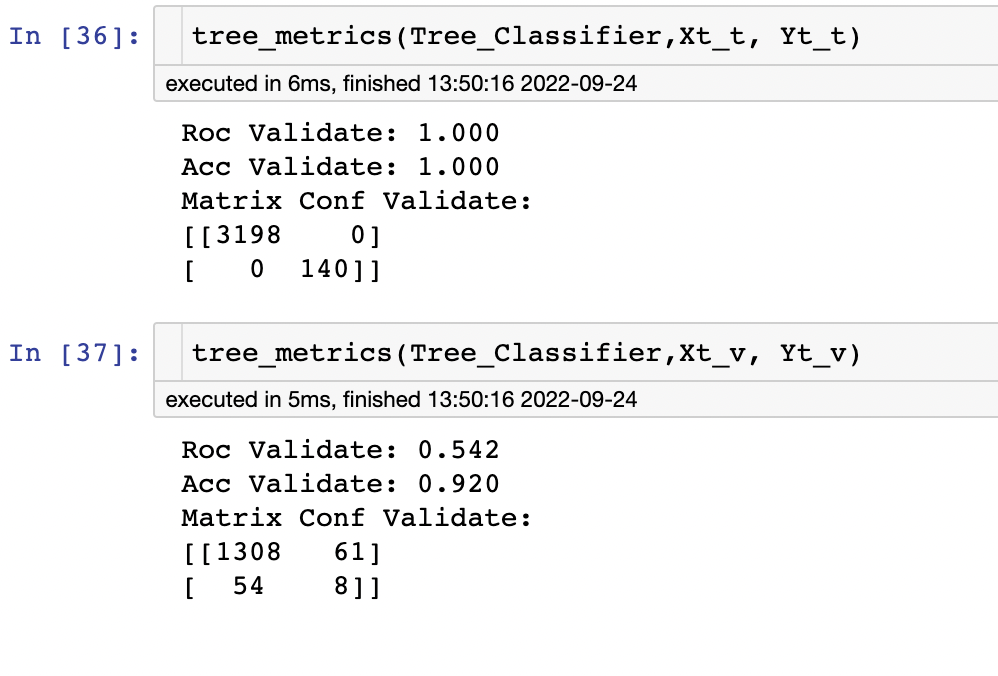 In [36]: tree_metrics(Tree_Classifier,Xt_t, Yt_t)
executed in 6ms, finished 13:50:16 2022-09-24
Roc Validate: 1.000
Acc Validate: 1.000
Matrix Conf Validate:
[[3198    0]
[   0  140]]
In [37]: tree_metrics(Tree_Classifier,Xt_v, Yt_v)
executed in 5ms, finished 13:50:16 2022-09-24
Roc Validate: 0.542
Acc Validate: 0.920
Matrix Conf Validate:
[[1308   61]
[  54    8]]